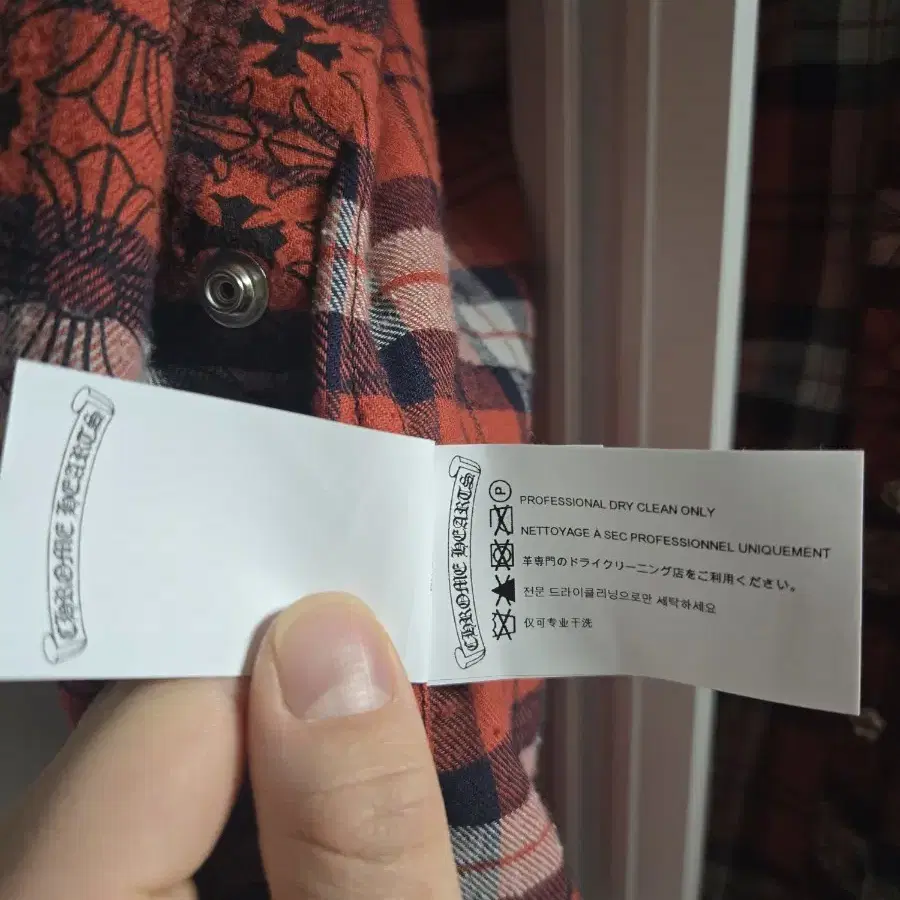 CHROME HEARTS
CHROME HEARTS
P
PROFESSIONAL DRY CLEAN ONLY
NETTOYAGE À SEC PROFESSIONNEL UNIQUEMENT
革専門のドライクリーニング店をご利用ください。
전문 드라이클리닝으로만 세탁하세요
仅可专业干洗